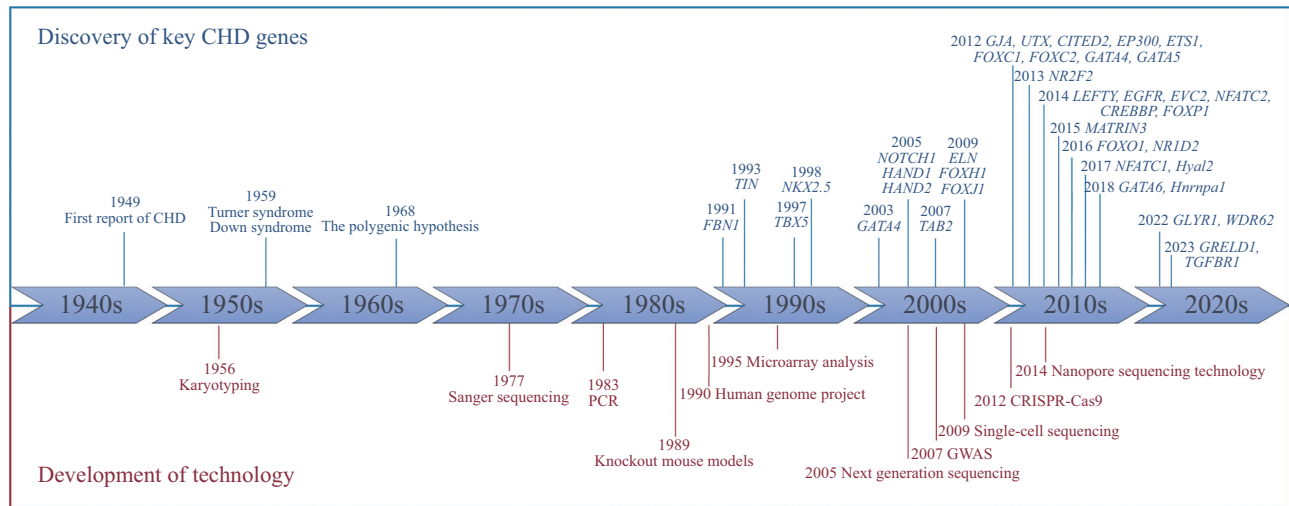 Discovery of key CHD genes
1949
First report of CHD
1959
Turner syndrome
Down syndrome
1968
The polygenic hypothesis
1991
FBN1
1993
TIN
1997
TBX5
1998
NKX2.5
2003
GATA4
2005
NOTCH1
HAND1
HAND2
2007
TAB2
2009
ELN
FOXH1
FOXJ1
2012 GJA, UTX, CITED2, EP300, ETS1,
FOXC1, FOXC2, GATA4, GATA5
2013 NR2F2
2014 LEFTY, EGFR, EVC2, NFATC2,
CREBBP, FOXP1
2015 MATRIN3
2016 FOXO1, NR1D2
2017 NFATC1, Hyal2
2018 GATA6, Hnrnpa1
2022 GLYR1, WDR62
2023 GRELD1,
TGFBR1
1940s
1950s
1960s
1970s
1980s
1990s
2000s
2010s
2020s
1956
Karyotyping
1977
Sanger sequencing
1983
PCR
1989
Knockout mouse models
1990 Human genome project
1995 Microarray analysis
2005 Next generation sequencing
2007 GWAS
2009 Single-cell sequencing
2012 CRISPR-Cas9
2014 Nanopore sequencing technology
Development of technology